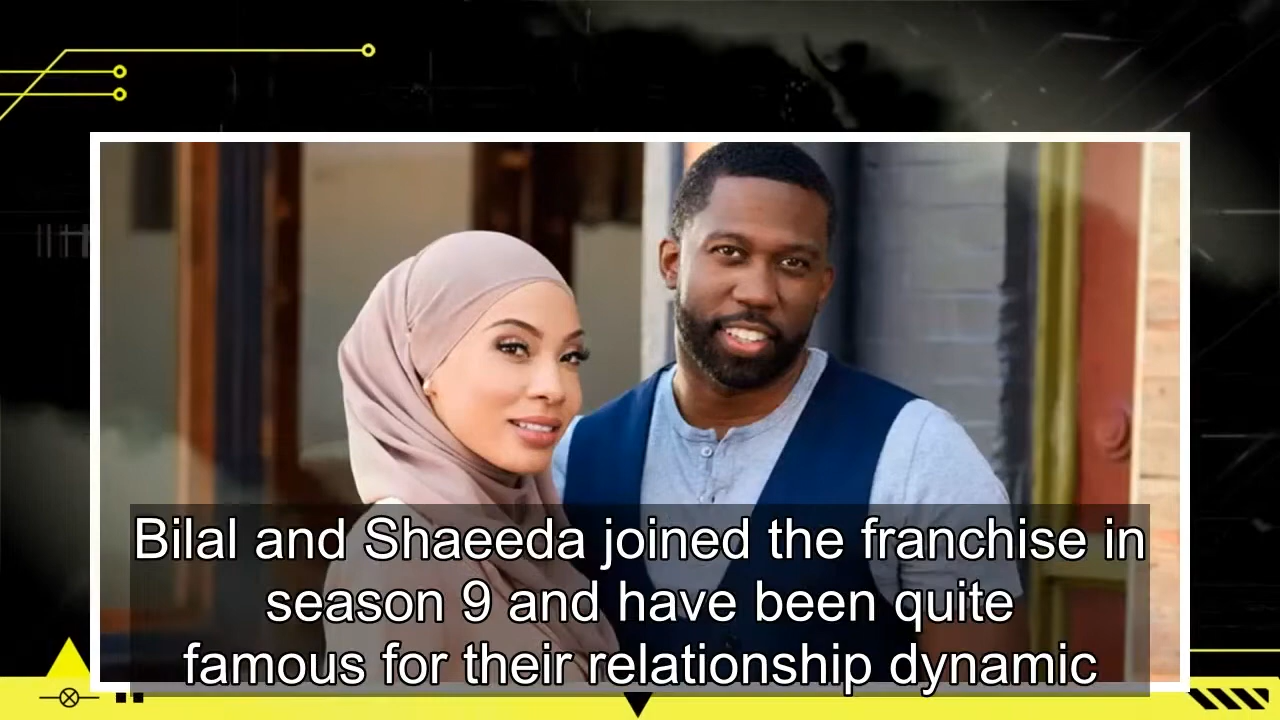 Bilal and Shaeeda joined the franchise in
season 9 and have been quite
famous for their relationship dynamic